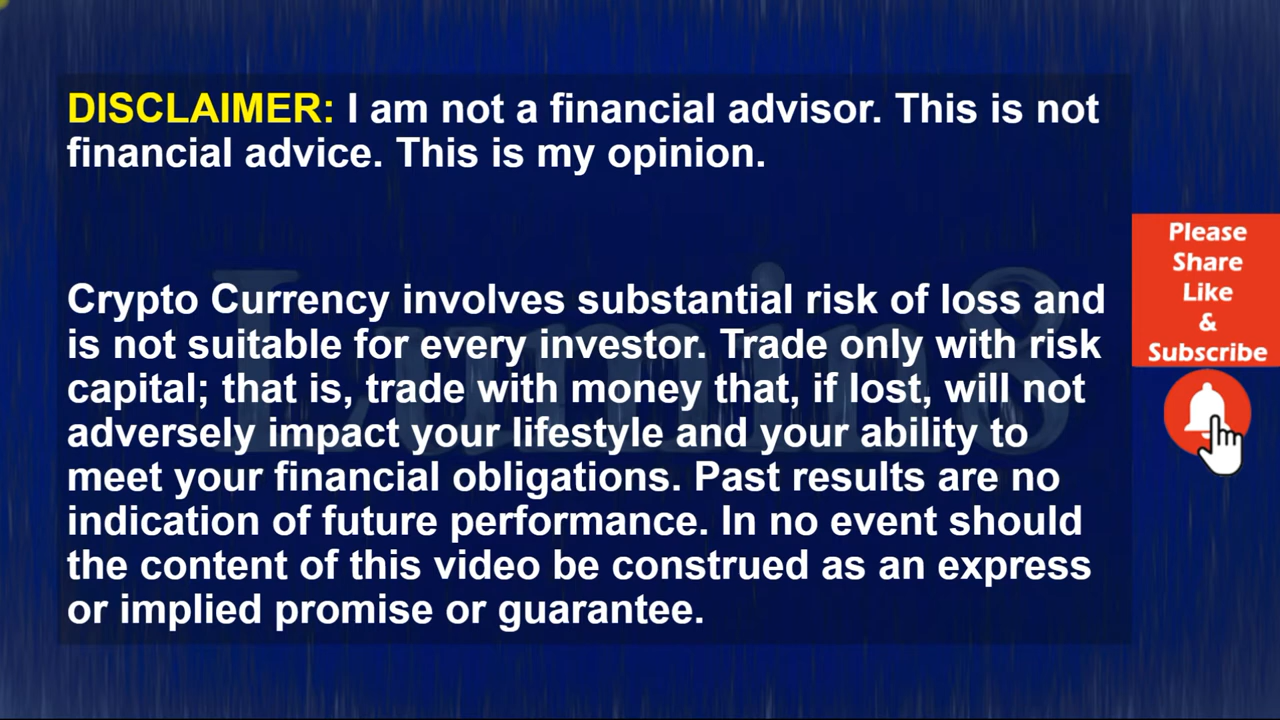 DISCLAIMER: I am not a financial advisor. This is not
financial advice. This is my opinion.
Crypto Currency involves substantial risk of loss and
is not suitable for every investor. Trade only with risk
capital; that is, trade with money that, if lost, will not
adversely impact your lifestyle and your ability to
meet your financial obligations. Past results are no
indication of future performance. In no event should
the content of this video be construed as an express
or implied promise or guarantee.
Lumin8
Please
Share
Like
&
Subscribe